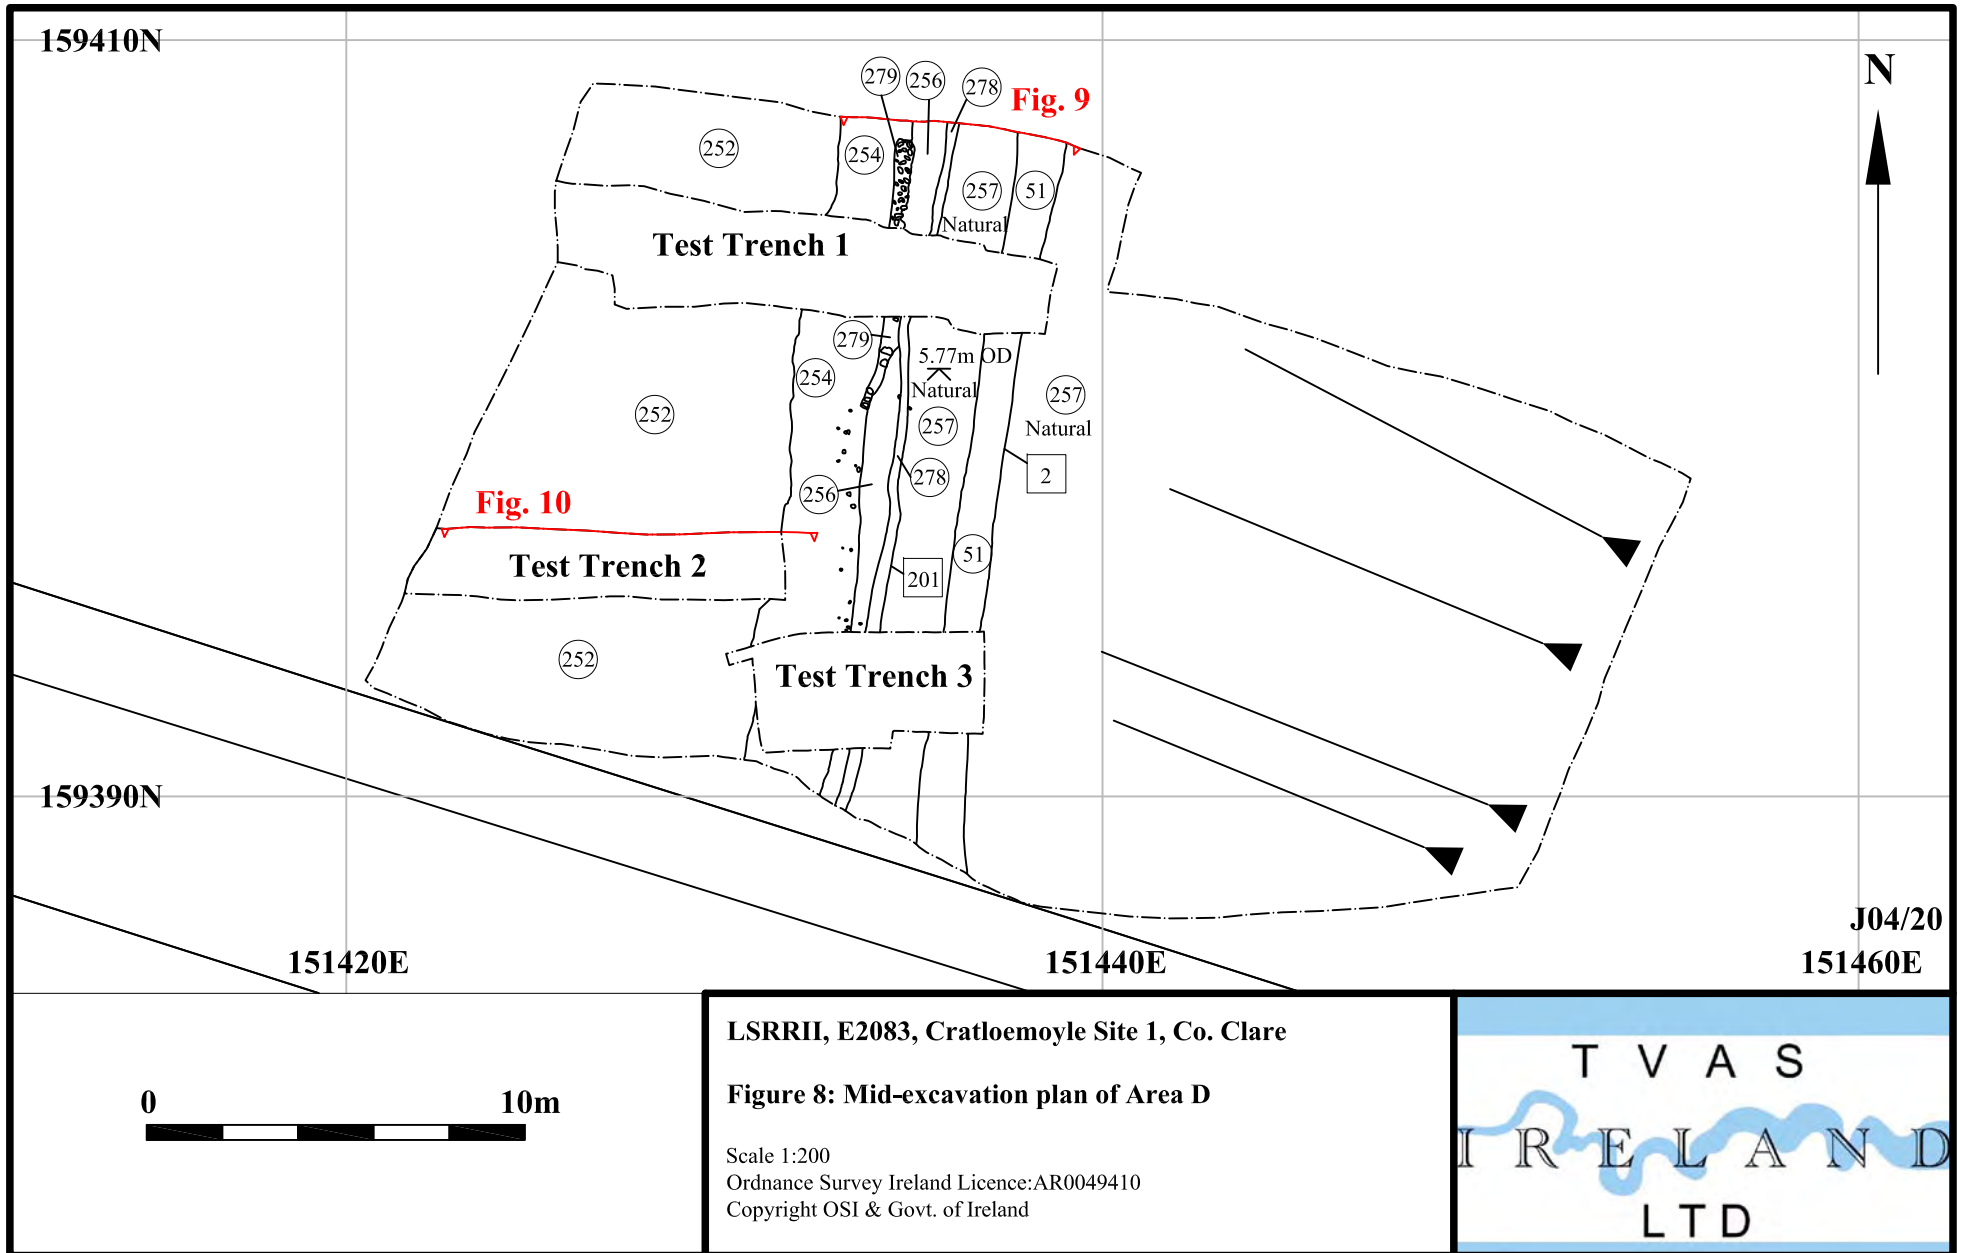 159410N
N
279
256
278
Fig. 9
252
254
257
51
Natural
Test Trench 1
279
5.77m OD
254
Natural
257
252
257
Natural
278
2
256
Fig. 10
51
Test Trench 2
201
252
Test Trench 3
159390N
J04/20
151420E
151440E
151460E
0
10m
LSRRII, E2083, Cratloemoyle Site 1, Co. Clare
Figure 8: Mid-excavation plan of Area D
Scale 1:200
Ordnance Survey Ireland Licence:AR0049410
Copyright OSI & Govt. of Ireland
TVAS
IRELAND
LTD